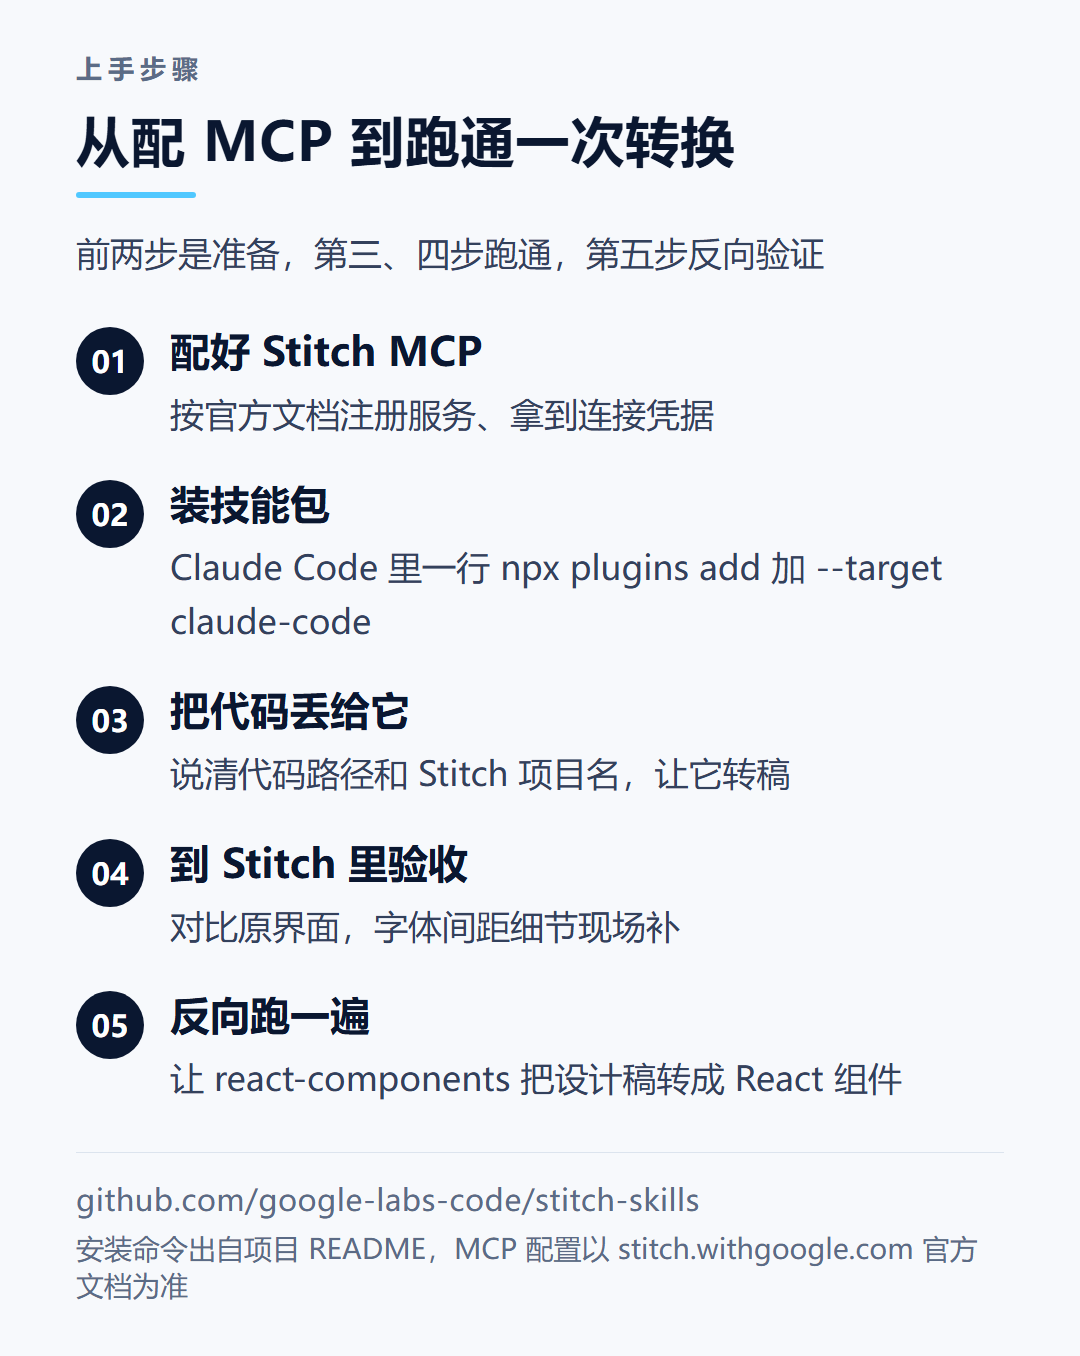 上手步骤
从配 MCP 到跑通一次转换
前两步是准备，第三、四步跑通，第五步反向验证
01
配好 Stitch MCP
按官方文档注册服务、拿到连接凭据
02
装技能包
Claude Code 里一行 npx plugins add 加 --target
claude-code
03
把代码丢给它
说清代码路径和 Stitch 项目名，让它转稿
04
到 Stitch 里验收
对比原界面，字体间距细节现场补
05
反向跑一遍
让 react-components 把设计稿转成 React 组件
github.com/google-labs-code/stitch-skills
安装命令出自项目 README，MCP 配置以 stitch.withgoogle.com 官方
文档为准